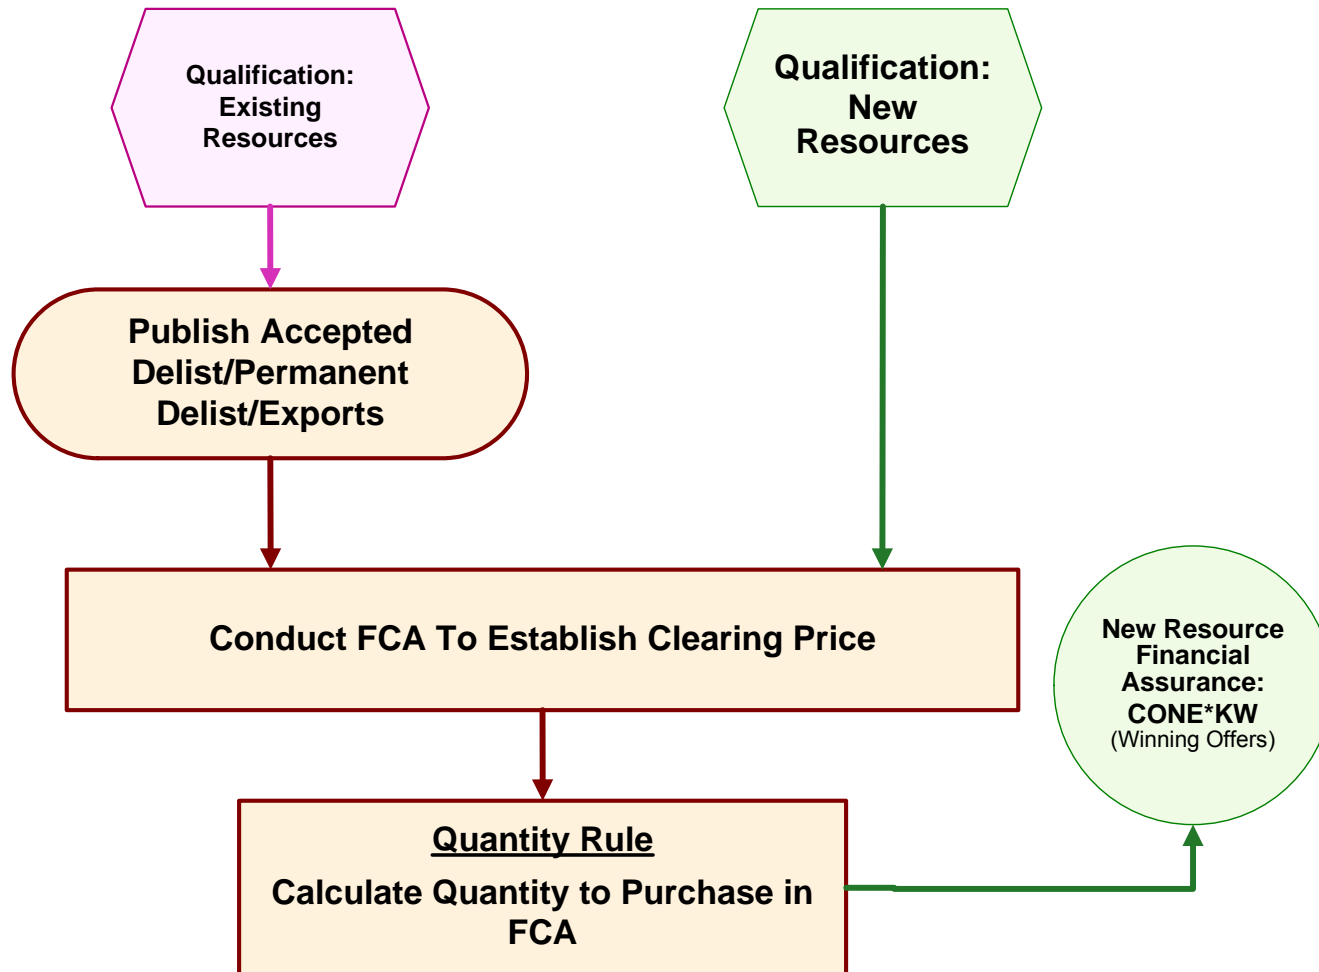 Qualification:
Existing
Resources
Qualification:
New
Resources
Publish Accepted
Delist/Permanent
Delist/Exports
Conduct FCA To Establish Clearing Price
New Resource
Financial
Assurance:
CONE*KW
(Winning Offers)
Quantity Rule
Calculate Quantity to Purchase in
FCA